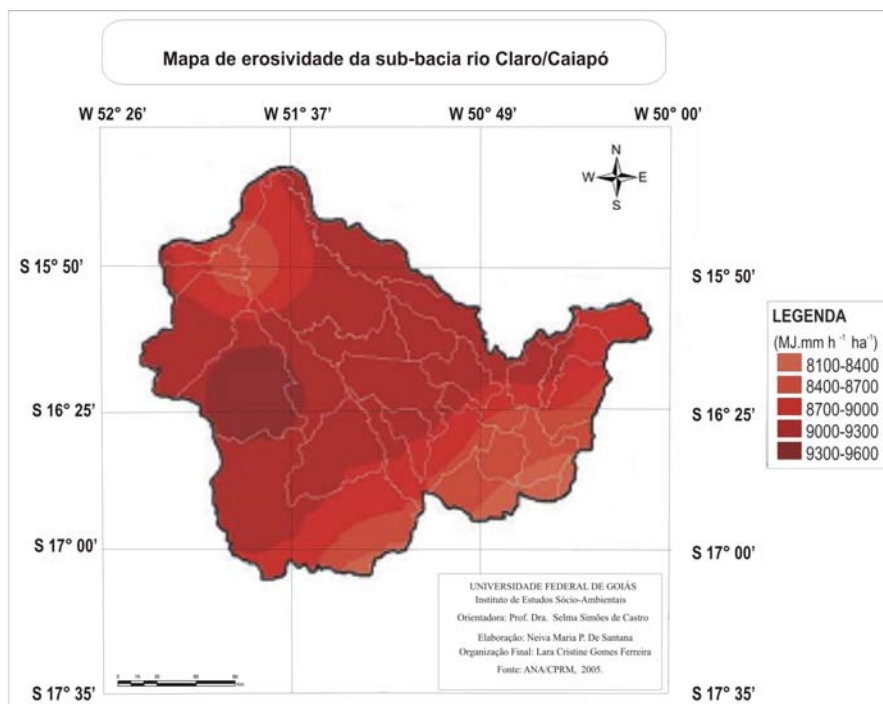 Mapa de erosividade da sub-bacia rio Claro/Caiapó
W 52° 26’ W 51° 37’ W 50° 49’ W 50° 00’
N
W E
S
S 15° 50’ S 15° 50’
LEGENDA
(MJ.mm h ⁻¹ ha⁻¹)
8100-8400
8400-8700
8700-9000
9000-9300
9300-9600
S 16° 25’ S 16° 25’
S 17° 00’ S 17° 00’
UNIVERSIDADE FEDERAL DE GOIÁS
Instituto de Estudos Sócio-Ambientais
Orientadora: Prof. Dra. Selma Simões de Castro
Elaboração: Neiva Maria P. De Santana
Organização Final: Lara Cristine Gomes Ferreira
Fonte: ANA/CPRM, 2005.
S 17° 35’ S 17° 35’